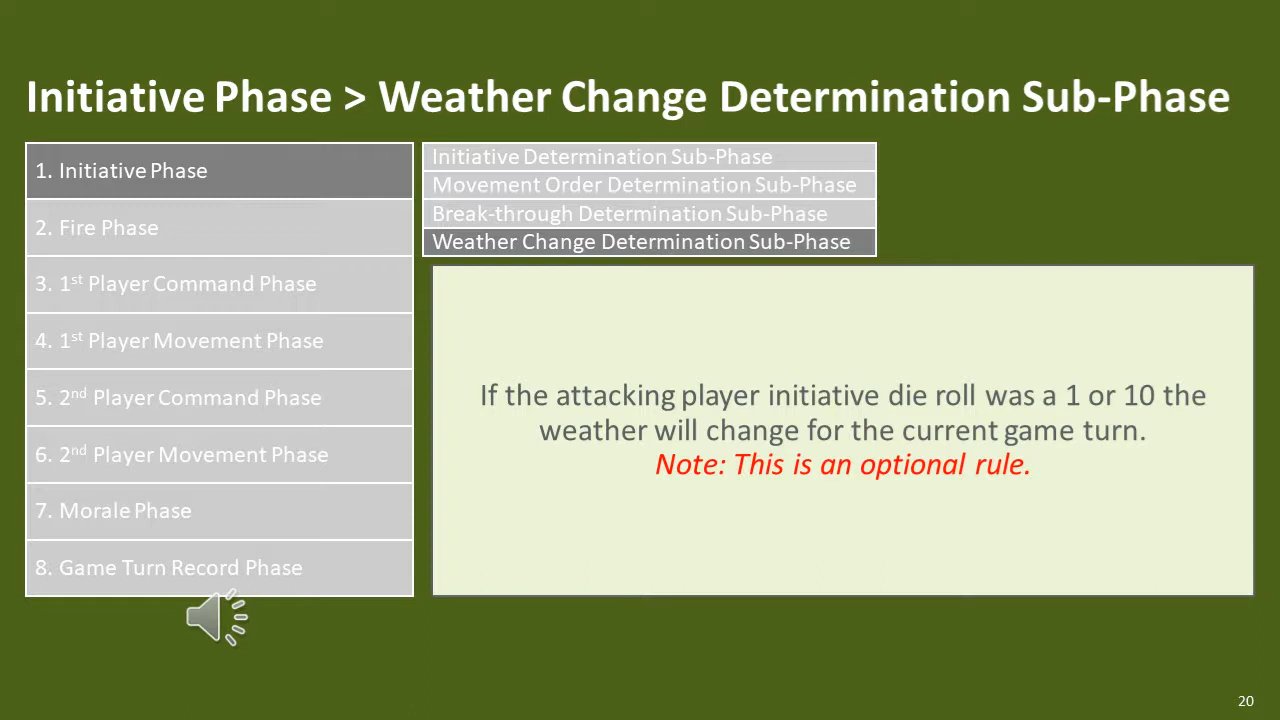 Initiative Phase > Weather Change Determination Sub-Phase
1. Initiative Phase
2. Fire Phase
3. 1st Player Command Phase
4. 1st Player Movement Phase
5. 2nd Player Command Phase
6. 2nd Player Movement Phase
7. Morale Phase
8. Game Turn Record Phase
Initiative Determination Sub-Phase
Movement Order Determination Sub-Phase
Break-through Determination Sub-Phase
Weather Change Determination Sub-Phase
If the attacking player initiative die roll was a 1 or 10 the
weather will change for the current game turn.
Note: This is an optional rule.
20